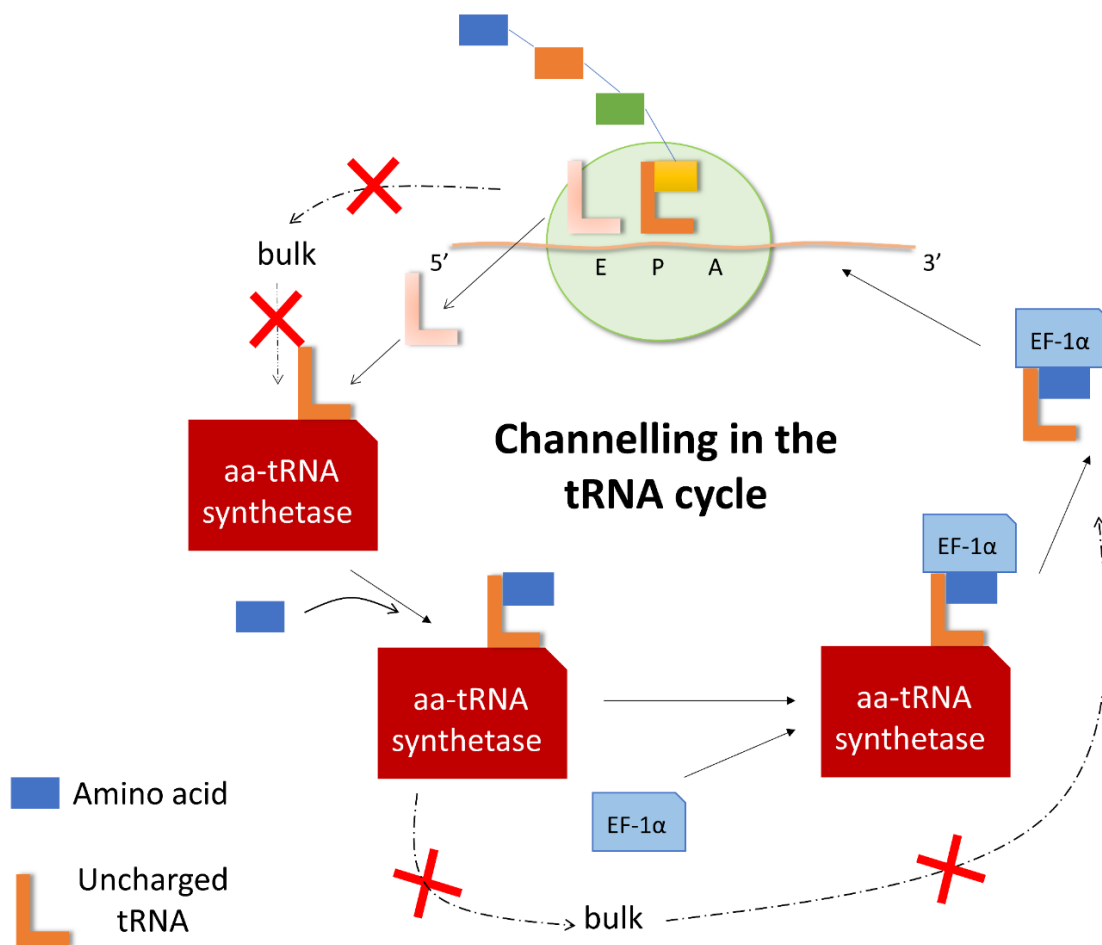 bulk
5’
E P A
3’
EF-1α
Channelling in the
tRNA cycle
aa-tRNA
synthetase
EF-1α
aa-tRNA
synthetase
aa-tRNA
synthetase
EF-1α
Amino acid
Uncharged
tRNA
bulk